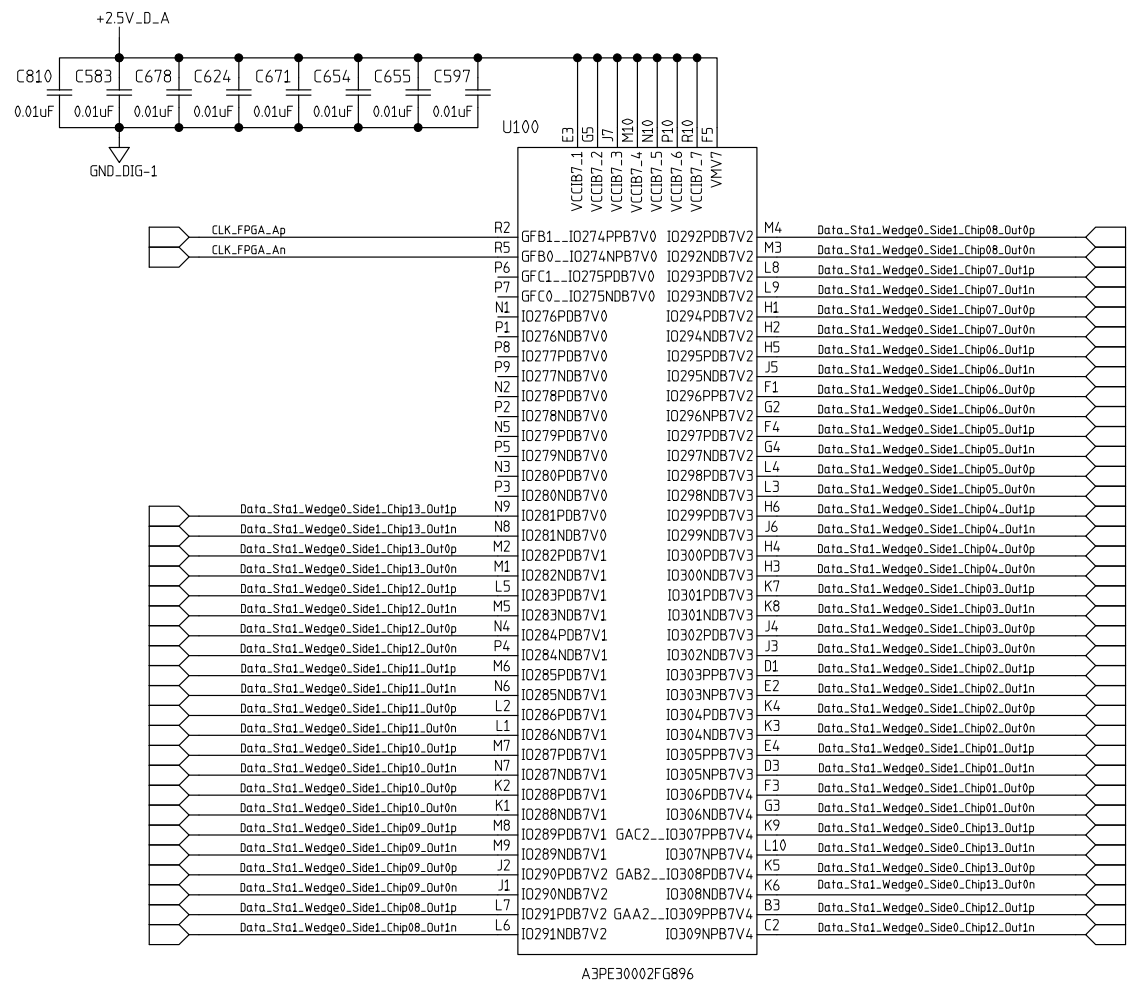 +2.5V_D_A
C810 C583 C678 C624 C671 C654 C655 C597
0.01uF 0.01uF 0.01uF 0.01uF 0.01uF 0.01uF 0.01uF 0.01uF
GND_DIG-1
U100
E3 G5 J7 M10 N10 P10 R10 F5
VCCIB7_1 VCCIB7_2 VCCIB7_3 VCCIB7_4 VCCIB7_5 VCCIB7_6 VCCIB7_7 VMV7
CLK_FPGA_Ap R2 GFB1__IO274PPB7V0 IO292PDB7V2 M4 Data_Sta1_Wedge0_Side1_Chip08_Out0p
CLK_FPGA_An R5 GFB0__IO274NPB7V0 IO292NDB7V2 M3 Data_Sta1_Wedge0_Side1_Chip08_Out0n
P6 GFC1__IO275PDB7V0 IO293PDB7V2 L8 Data_Sta1_Wedge0_Side1_Chip07_Out1p
P7 GFC0__IO275NDB7V0 IO293NDB7V2 L9 Data_Sta1_Wedge0_Side1_Chip07_Out1n
N1 IO276PDB7V0 IO294PDB7V2 H1 Data_Sta1_Wedge0_Side1_Chip07_Out0p
P1 IO276NDB7V0 IO294NDB7V2 H2 Data_Sta1_Wedge0_Side1_Chip07_Out0n
P8 IO277PDB7V0 IO295PDB7V2 H5 Data_Sta1_Wedge0_Side1_Chip06_Out1p
P9 IO277NDB7V0 IO295NDB7V2 J5 Data_Sta1_Wedge0_Side1_Chip06_Out1n
N2 IO278PDB7V0 IO296PPB7V2 F1 Data_Sta1_Wedge0_Side1_Chip06_Out0p
P2 IO278NDB7V0 IO296NPB7V2 G2 Data_Sta1_Wedge0_Side1_Chip06_Out0n
N5 IO279PDB7V0 IO297PDB7V2 F4 Data_Sta1_Wedge0_Side1_Chip05_Out1p
P5 IO279NDB7V0 IO297NDB7V2 G4 Data_Sta1_Wedge0_Side1_Chip05_Out1n
N3 IO280PDB7V0 IO298PDB7V3 L4 Data_Sta1_Wedge0_Side1_Chip05_Out0p
P3 IO280NDB7V0 IO298NDB7V3 L3 Data_Sta1_Wedge0_Side1_Chip05_Out0n
Data_Sta1_Wedge0_Side1_Chip13_Out1p N9 IO281PDB7V0 IO299PDB7V3 H6 Data_Sta1_Wedge0_Side1_Chip04_Out1p
Data_Sta1_Wedge0_Side1_Chip13_Out1n N8 IO281NDB7V0 IO299NDB7V3 J6 Data_Sta1_Wedge0_Side1_Chip04_Out1n
Data_Sta1_Wedge0_Side1_Chip13_Out0p M2 IO282PDB7V1 IO300PDB7V3 H4 Data_Sta1_Wedge0_Side1_Chip04_Out0p
Data_Sta1_Wedge0_Side1_Chip13_Out0n M1 IO282NDB7V1 IO300NDB7V3 H3 Data_Sta1_Wedge0_Side1_Chip04_Out0n
Data_Sta1_Wedge0_Side1_Chip12_Out1p L5 IO283PDB7V1 IO301PDB7V3 K7 Data_Sta1_Wedge0_Side1_Chip03_Out1p
Data_Sta1_Wedge0_Side1_Chip12_Out1n M5 IO283NDB7V1 IO301NDB7V3 K8 Data_Sta1_Wedge0_Side1_Chip03_Out1n
Data_Sta1_Wedge0_Side1_Chip12_Out0p N4 IO284PDB7V1 IO302PDB7V3 J4 Data_Sta1_Wedge0_Side1_Chip03_Out0p
Data_Sta1_Wedge0_Side1_Chip12_Out0n P4 IO284NDB7V1 IO302NDB7V3 J3 Data_Sta1_Wedge0_Side1_Chip03_Out0n
Data_Sta1_Wedge0_Side1_Chip11_Out1p M6 IO285PDB7V1 IO303PPB7V3 D1 Data_Sta1_Wedge0_Side1_Chip02_Out1p
Data_Sta1_Wedge0_Side1_Chip11_Out1n N6 IO285NDB7V1 IO303NPB7V3 E2 Data_Sta1_Wedge0_Side1_Chip02_Out1n
Data_Sta1_Wedge0_Side1_Chip11_Out0p L2 IO286PDB7V1 IO304PDB7V3 K4 Data_Sta1_Wedge0_Side1_Chip02_Out0p
Data_Sta1_Wedge0_Side1_Chip11_Out0n L1 IO286NDB7V1 IO304NDB7V3 K3 Data_Sta1_Wedge0_Side1_Chip02_Out0n
Data_Sta1_Wedge0_Side1_Chip10_Out1p M7 IO287PDB7V1 IO305PPB7V3 E4 Data_Sta1_Wedge0_Side1_Chip01_Out1p
Data_Sta1_Wedge0_Side1_Chip10_Out1n N7 IO287NDB7V1 IO305NPB7V3 D3 Data_Sta1_Wedge0_Side1_Chip01_Out1n
Data_Sta1_Wedge0_Side1_Chip10_Out0p K2 IO288PDB7V1 IO306PDB7V4 F3 Data_Sta1_Wedge0_Side1_Chip01_Out0p
Data_Sta1_Wedge0_Side1_Chip10_Out0n K1 IO288NDB7V1 IO306NDB7V4 G3 Data_Sta1_Wedge0_Side1_Chip01_Out0n
Data_Sta1_Wedge0_Side1_Chip09_Out1p M8 IO289PDB7V1 GAC2__IO307PPB7V4 K9 Data_Sta1_Wedge0_Side0_Chip13_Out1p
Data_Sta1_Wedge0_Side1_Chip09_Out1n M9 IO289NDB7V1 IO307NPB7V4 L10 Data_Sta1_Wedge0_Side0_Chip13_Out1n
Data_Sta1_Wedge0_Side1_Chip09_Out0p J2 IO290PDB7V2 GAB2__IO308PDB7V4 K5 Data_Sta1_Wedge0_Side0_Chip13_Out0p
Data_Sta1_Wedge0_Side1_Chip09_Out0n J1 IO290NDB7V2 IO308NDB7V4 K6 Data_Sta1_Wedge0_Side0_Chip13_Out0n
Data_Sta1_Wedge0_Side1_Chip08_Out1p L7 IO291PDB7V2 GAA2__IO309PPB7V4 B3 Data_Sta1_Wedge0_Side0_Chip12_Out1p
Data_Sta1_Wedge0_Side1_Chip08_Out1n L6 IO291NDB7V2 IO309NPB7V4 C2 Data_Sta1_Wedge0_Side0_Chip12_Out1n
A3PE30002FG896